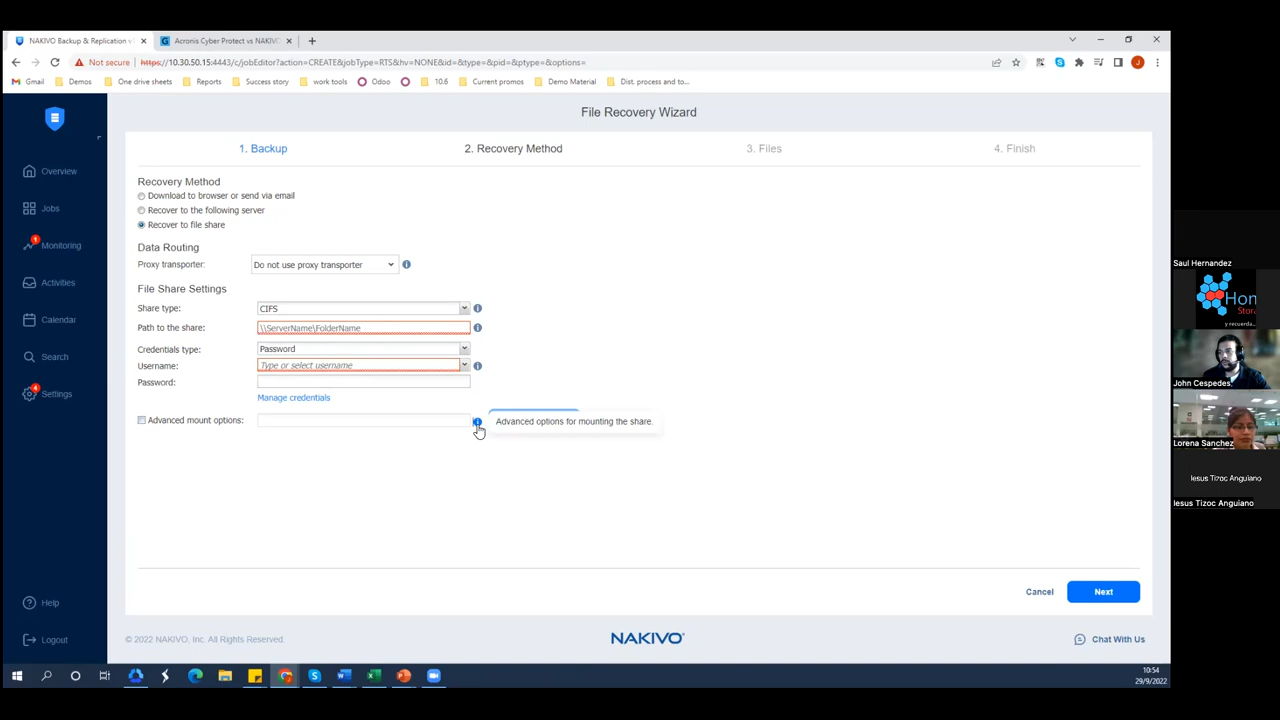 NAKIVO Backup & Replication v
Acronis Cyber Protect vs NAKIVO
Not secure
https://10.30.50.15:4443/c/jobEditor?action=CREATE&jobType=RTS&hv=NONE&id=&type=&pid=&ptype=&options=
Gmail
Demos
One drive sheets
Reports
Success story
work tools
Odoo
10.6
Current promos
Demo Material
Dist. process and to...
File Recovery Wizard
1. Backup
2. Recovery Method
3. Files
4. Finish
Overview
Jobs
1
Monitoring
Activities
Calendar
Search
4
Settings
Help
Logout
Recovery Method
Download to browser or send via email
Recover to the following server
Recover to file share
Data Routing
Proxy transporter:
Do not use proxy transporter
File Share Settings
Share type:
CIFS
Path to the share:
\\ServerName\FolderName
Credentials type:
Password
Username:
Type or select username
Password:
Manage credentials
Advanced mount options:
Advanced options for mounting the share.
Cancel
Next
© 2022 NAKIVO, Inc. All Rights Reserved.
NAKIVO®
Chat With Us
10:54
29/9/2022
Saul Hernandez
Hon
Stora
y recuerda
John Cespedes
Lorena Sanchez
Iesus Tizoc Anguiano
Iesus Tizoc Anguiano